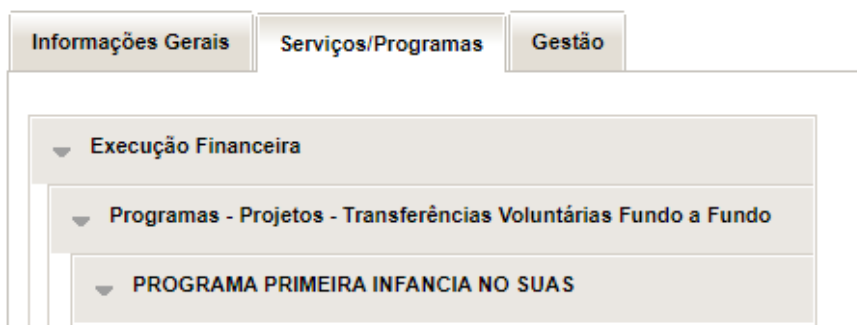 Informações Gerais Serviços/Programas Gestão
Execução Financeira
Programas - Projetos - Transferências Voluntárias Fundo a Fundo
PROGRAMA PRIMEIRA INFANCIA NO SUAS